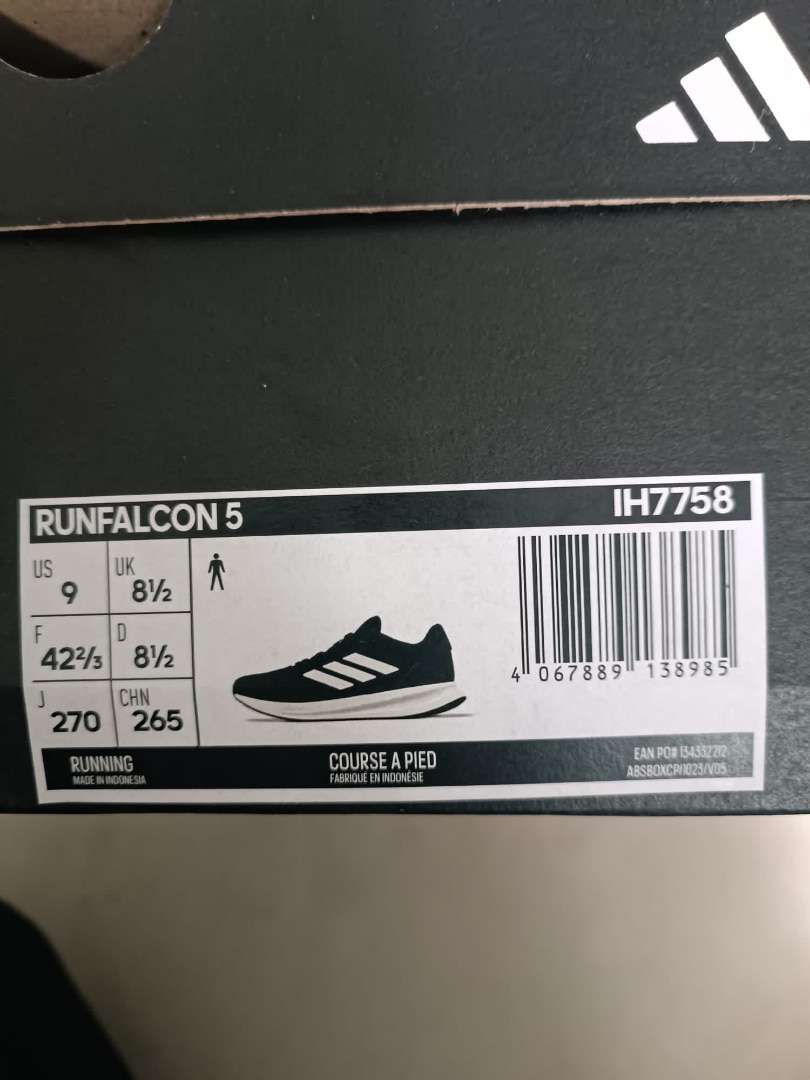 RUNFALCON 5
IH7758
US
9
UK
8½
F
42⅔
D
8½
J
270
CHN
265
4 067889 138985
RUNNING
MADE IN INDONESIA
COURSE A PIED
FABRIQUÉ EN INDONÉSIE
EAN PO# 134332212
ABSBOXCP/1023/V05